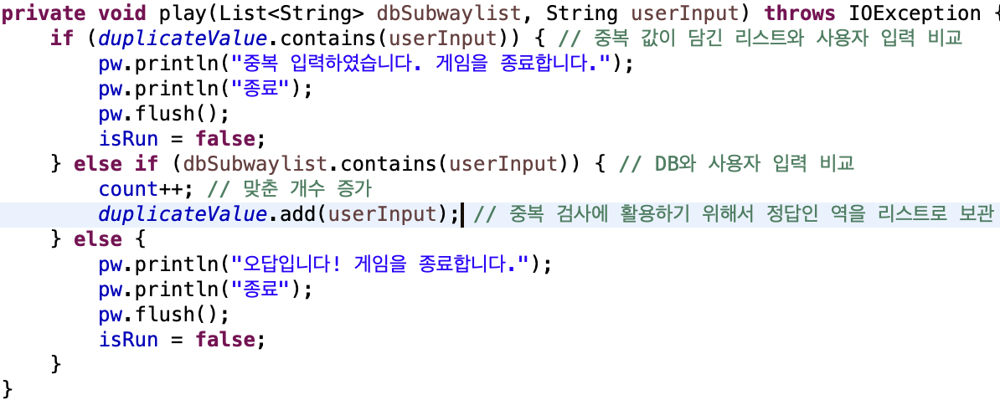 private void play(List<String> dbSubwaylist, String userInput) throws IOException {
if (duplicateValue.contains(userInput)) { // 중복 값이 담긴 리스트와 사용자 입력 비교
pw.println("중복 입력하였습니다. 게임을 종료합니다.");
pw.println("종료");
pw.flush();
isRun = false;
} else if (dbSubwaylist.contains(userInput)) { // DB와 사용자 입력 비교
count++; // 맞춘 개수 증가
duplicateValue.add(userInput); // 중복 검사에 활용하기 위해서 정답인 역을 리스트로 보관
} else {
pw.println("오답입니다! 게임을 종료합니다.");
pw.println("종료");
pw.flush();
isRun = false;
}
}